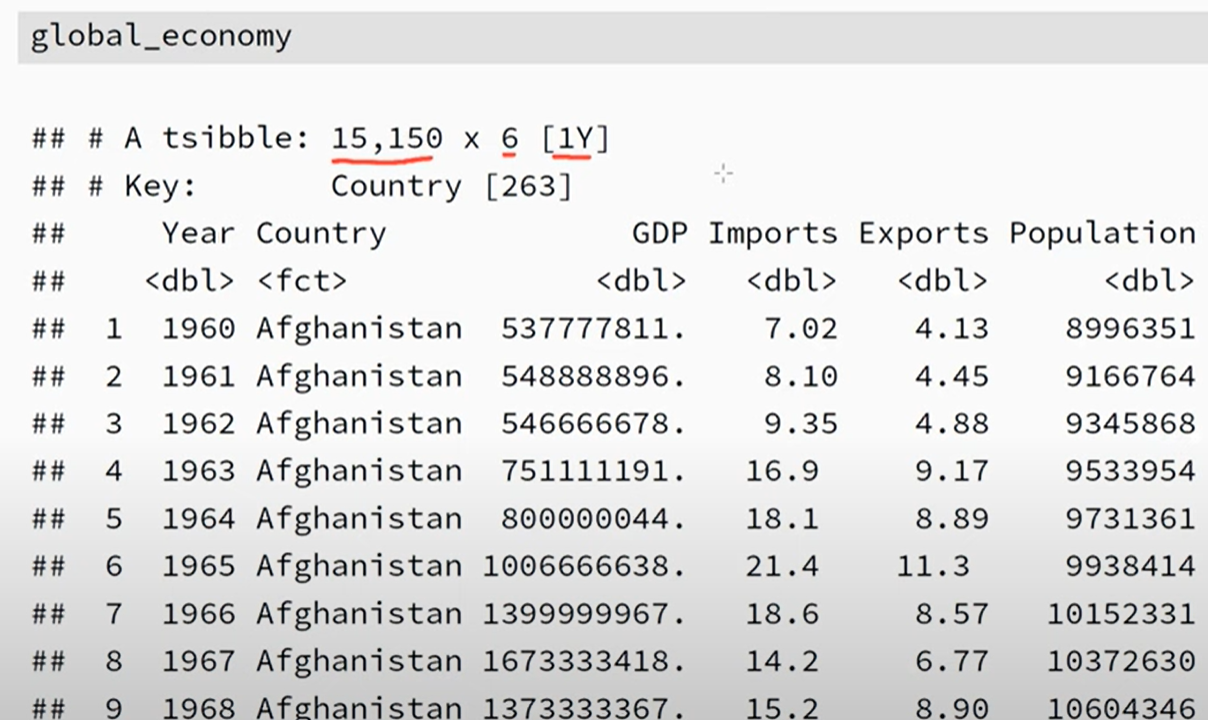 global_economy
## # A tsibble: 15,150 x 6 [1Y]
## # Key:       Country [263]
##     Year Country             GDP Imports Exports Population
##    <dbl> <fct>             <dbl>   <dbl>   <dbl>      <dbl>
##  1  1960 Afghanistan  537777811.    7.02    4.13    8996351
##  2  1961 Afghanistan  548888896.    8.10    4.45    9166764
##  3  1962 Afghanistan  546666678.    9.35    4.88    9345868
##  4  1963 Afghanistan  751111191.   16.9     9.17    9533954
##  5  1964 Afghanistan  800000044.   18.1     8.89    9731361
##  6  1965 Afghanistan 1006666638.   21.4    11.3     9938414
##  7  1966 Afghanistan 1399999967.   18.6     8.57   10152331
##  8  1967 Afghanistan 1673333418.   14.2     6.77   10372630
##  9  1968 Afghanistan 1373333367.   15.2     8.90   10604346